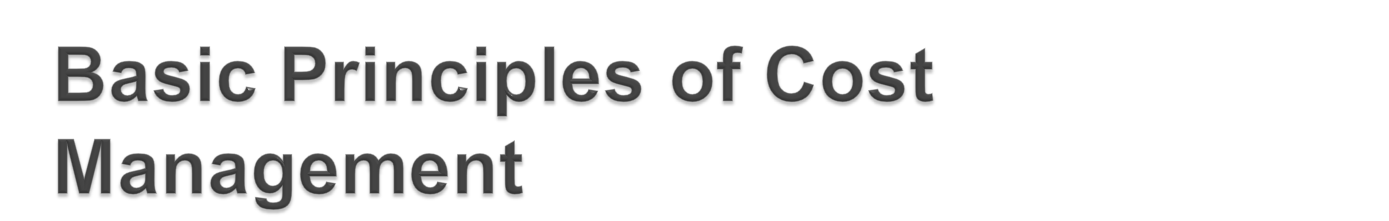 Basic Principles of Cost
Management